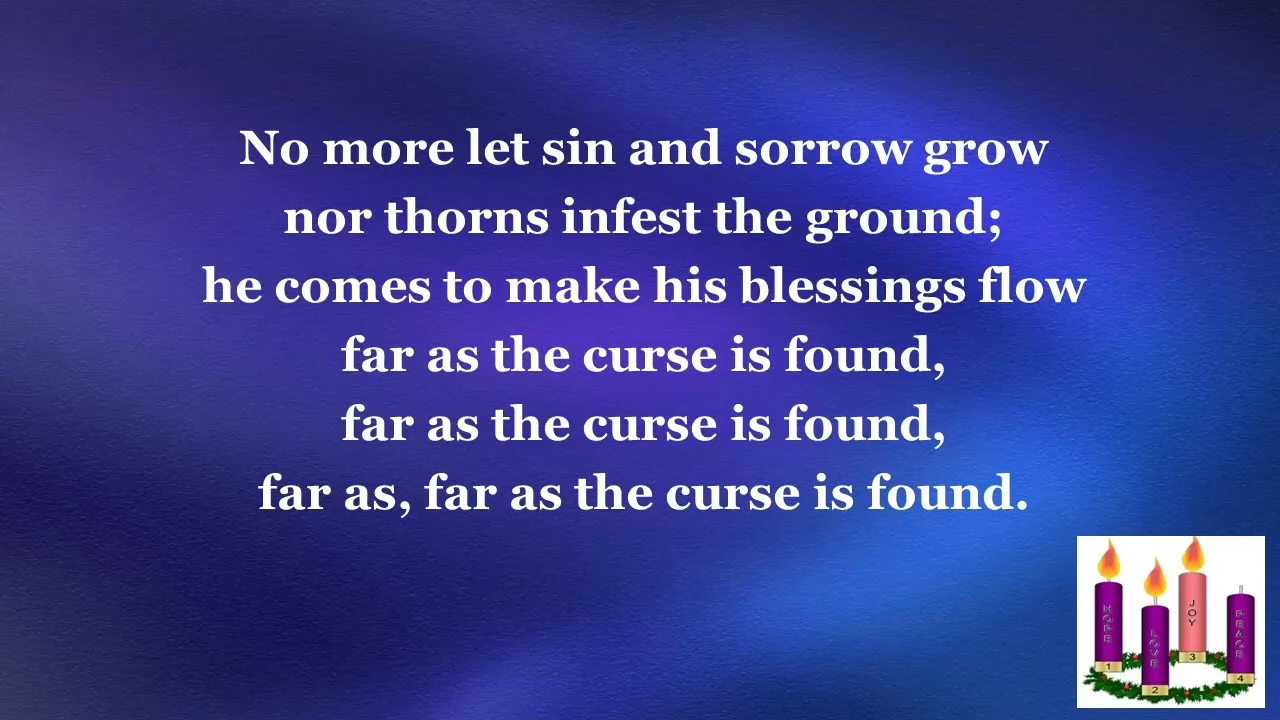 No more let sin and sorrow grow
nor thorns infest the ground;
he comes to make his blessings flow
far as the curse is found,
far as the curse is found,
far as, far as the curse is found.
HOPE
1
LOVE
2
JOY
3
PEACE
4